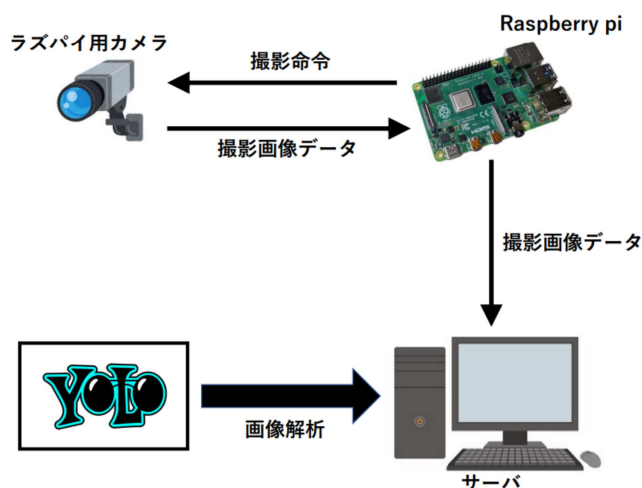 Raspberry pi
ラズパイ用カメラ
撮影命令
撮影画像データ
撮影画像データ
YOLO
画像解析
サーバ